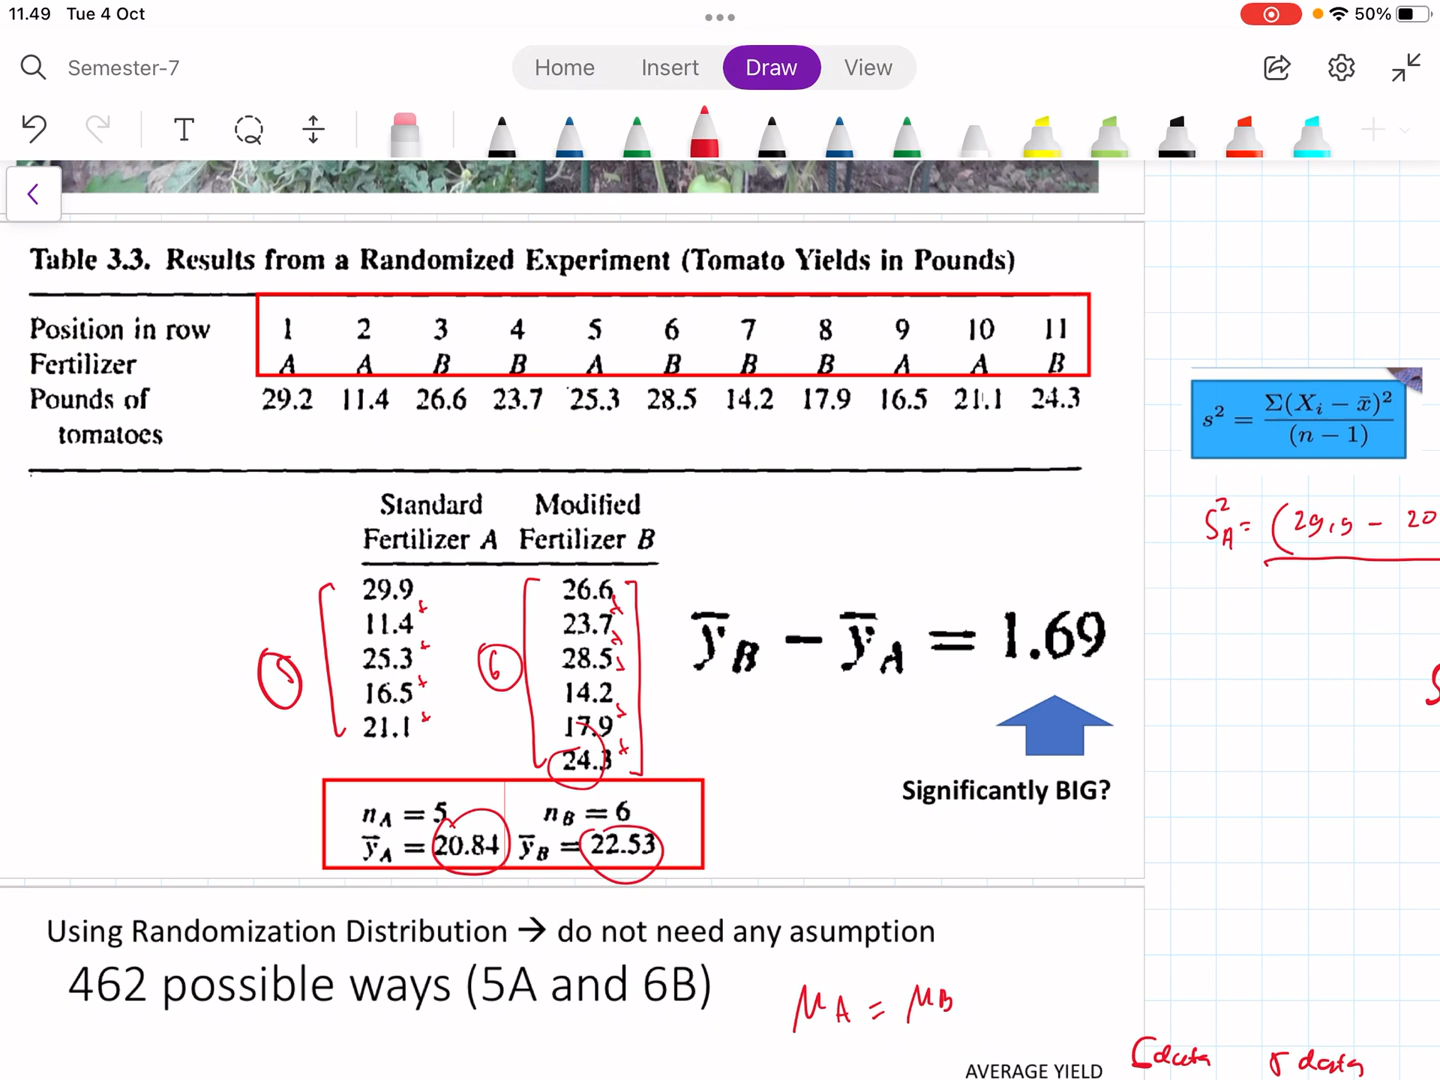 11.49 Tue 4 Oct
50%
Semester-7
Home Insert Draw View
T
Table 3.3. Results from a Randomized Experiment (Tomato Yields in Pounds)
Position in row 1 2 3 4 5 6 7 8 9 10 11
Fertilizer A A B B A B B B A A B
Pounds of 29.2 11.4 26.6 23.7 25.3 28.5 14.2 17.9 16.5 21.1 24.3
tomatoes
s² = Σ(Xᵢ − x̄)² / (n − 1)
Standard Modified
Fertilizer A Fertilizer B
29.9 26.6
11.4 23.7
25.3 28.5
16.5 14.2
21.1 17.9
24.3
5
6
ȳB − ȳA = 1.69
Significantly BIG?
nA = 5 nB = 6
ȳA = 20.84 ȳB = 22.53
S²A = (29,9 - 20
Using Randomization Distribution → do not need any asumption
462 possible ways (5A and 6B)
μA = μB
AVERAGE YIELD
data
data